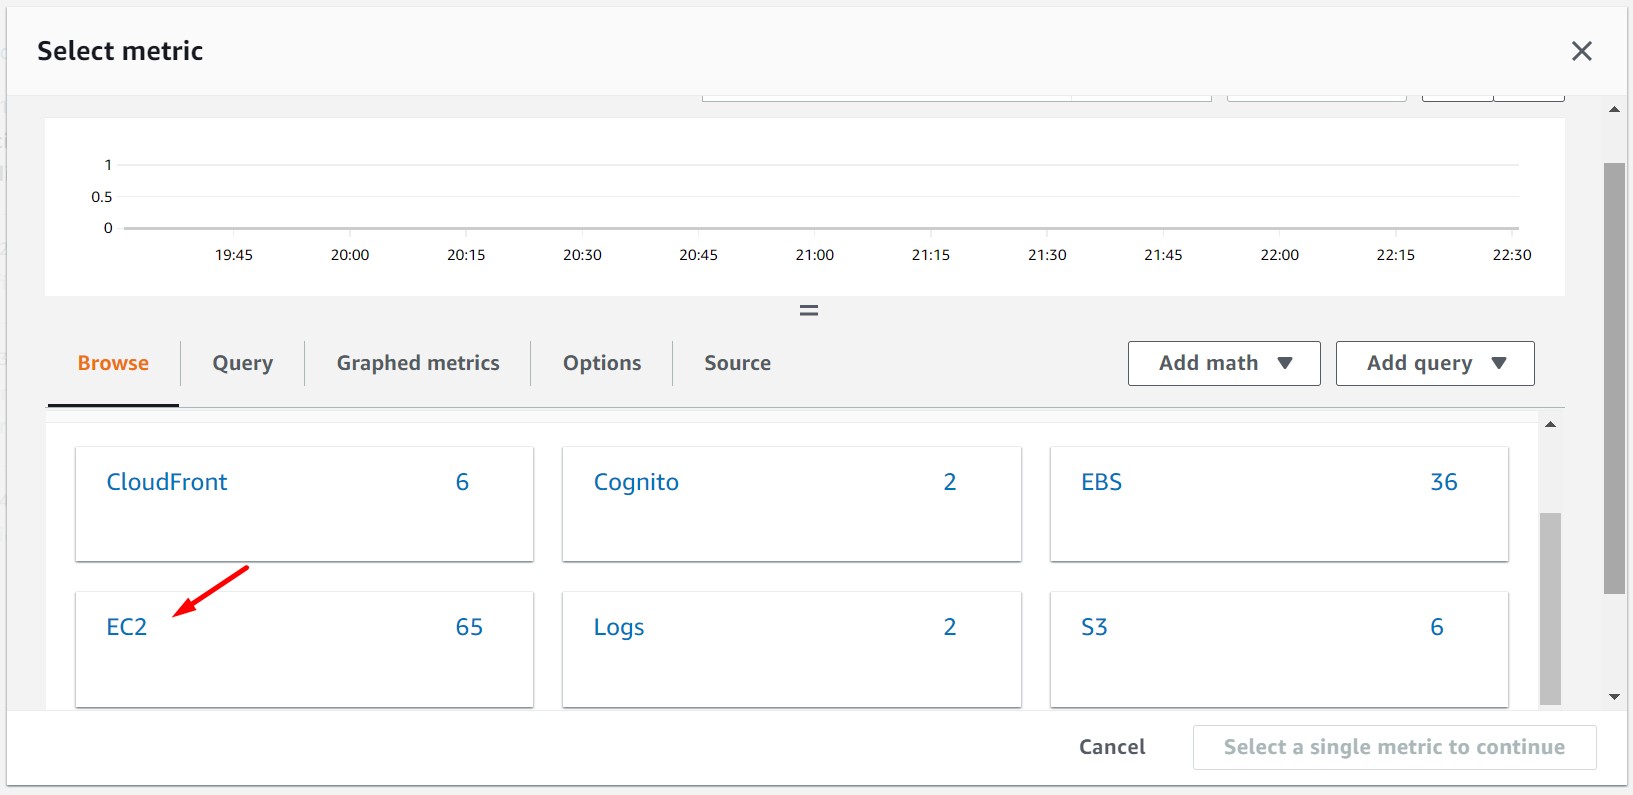 Select metric
1
0.5
0
19:45 20:00 20:15 20:30 20:45 21:00 21:15 21:30 21:45 22:00 22:15 22:30
Browse Query Graphed metrics Options Source Add math Add query
CloudFront 6 Cognito 2 EBS 36
EC2 65 Logs 2 S3 6
Cancel Select a single metric to continue